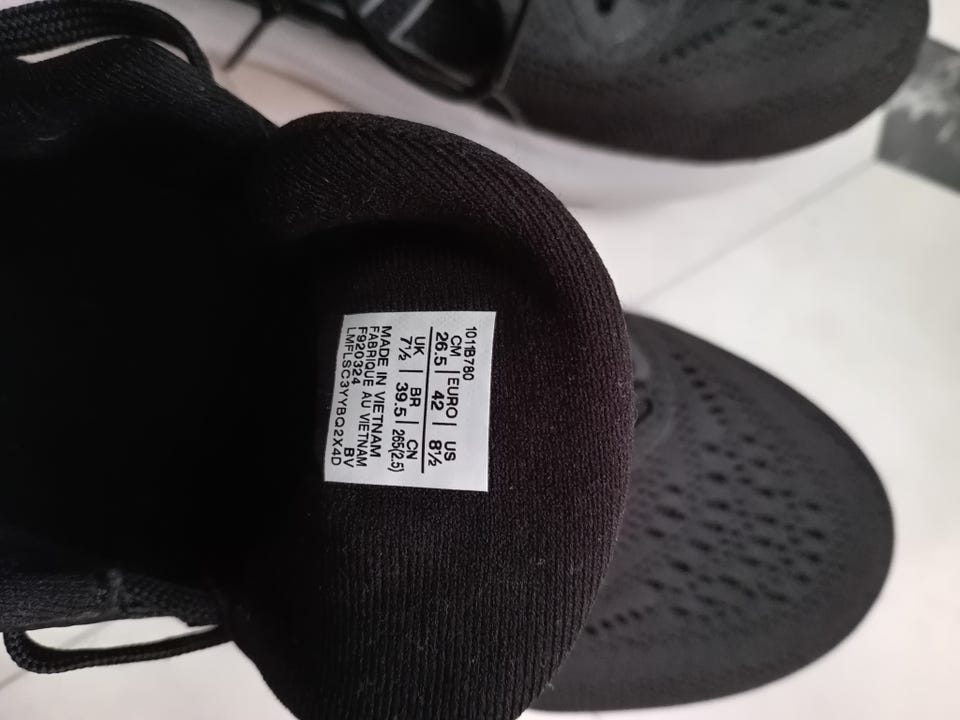 1011B780
CM | EURO | US
26.5 | 42 | 8½
UK | BR | CN
7½ | 39.5 | 265(2.5)
MADE IN VIETNAM
FABRIQUE AU VIETNAM
F920324 BV
LMFLSC3YYBQ2X4D